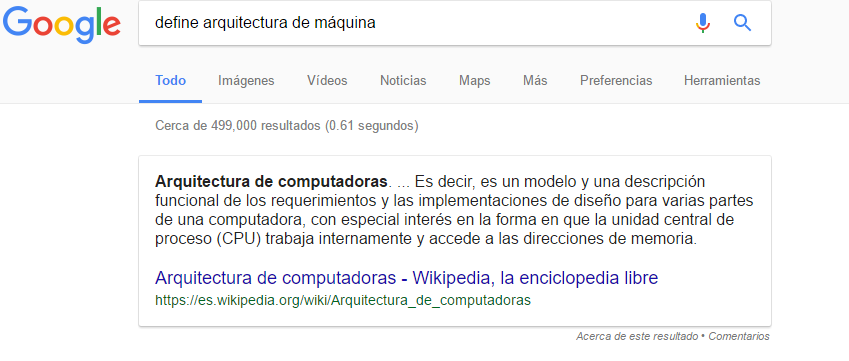 Google
define arquitectura de máquina
Todo Imágenes Vídeos Noticias Maps Más Preferencias Herramientas
Cerca de 499,000 resultados (0.61 segundos)
Arquitectura de computadoras. ... Es decir, es un modelo y una descripción
funcional de los requerimientos y las implementaciones de diseño para varias partes
de una computadora, con especial interés en la forma en que la unidad central de
proceso (CPU) trabaja internamente y accede a las direcciones de memoria.
Arquitectura de computadoras - Wikipedia, la enciclopedia libre
https://es.wikipedia.org/wiki/Arquitectura_de_computadoras
Acerca de este resultado • Comentarios